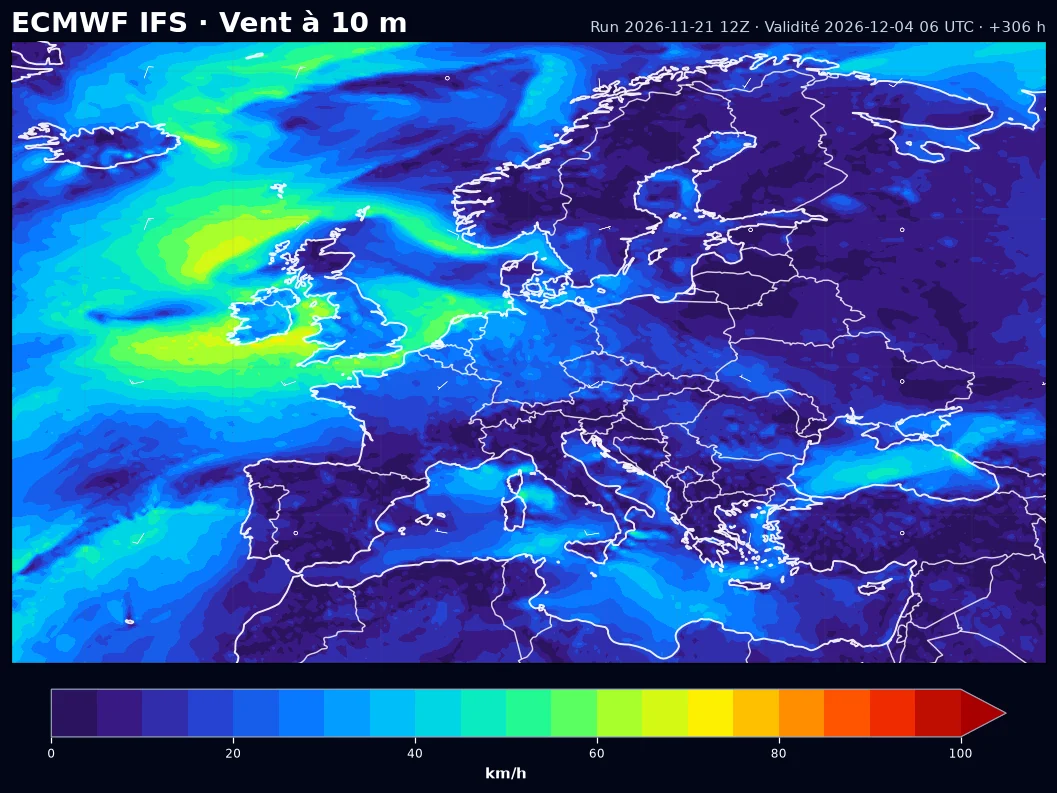 ECMWF IFS · Vent à 10 m
Run 2026-11-21 12Z · Validité 2026-12-04 06 UTC · +306 h
0 20 40 60 80 100
km/h